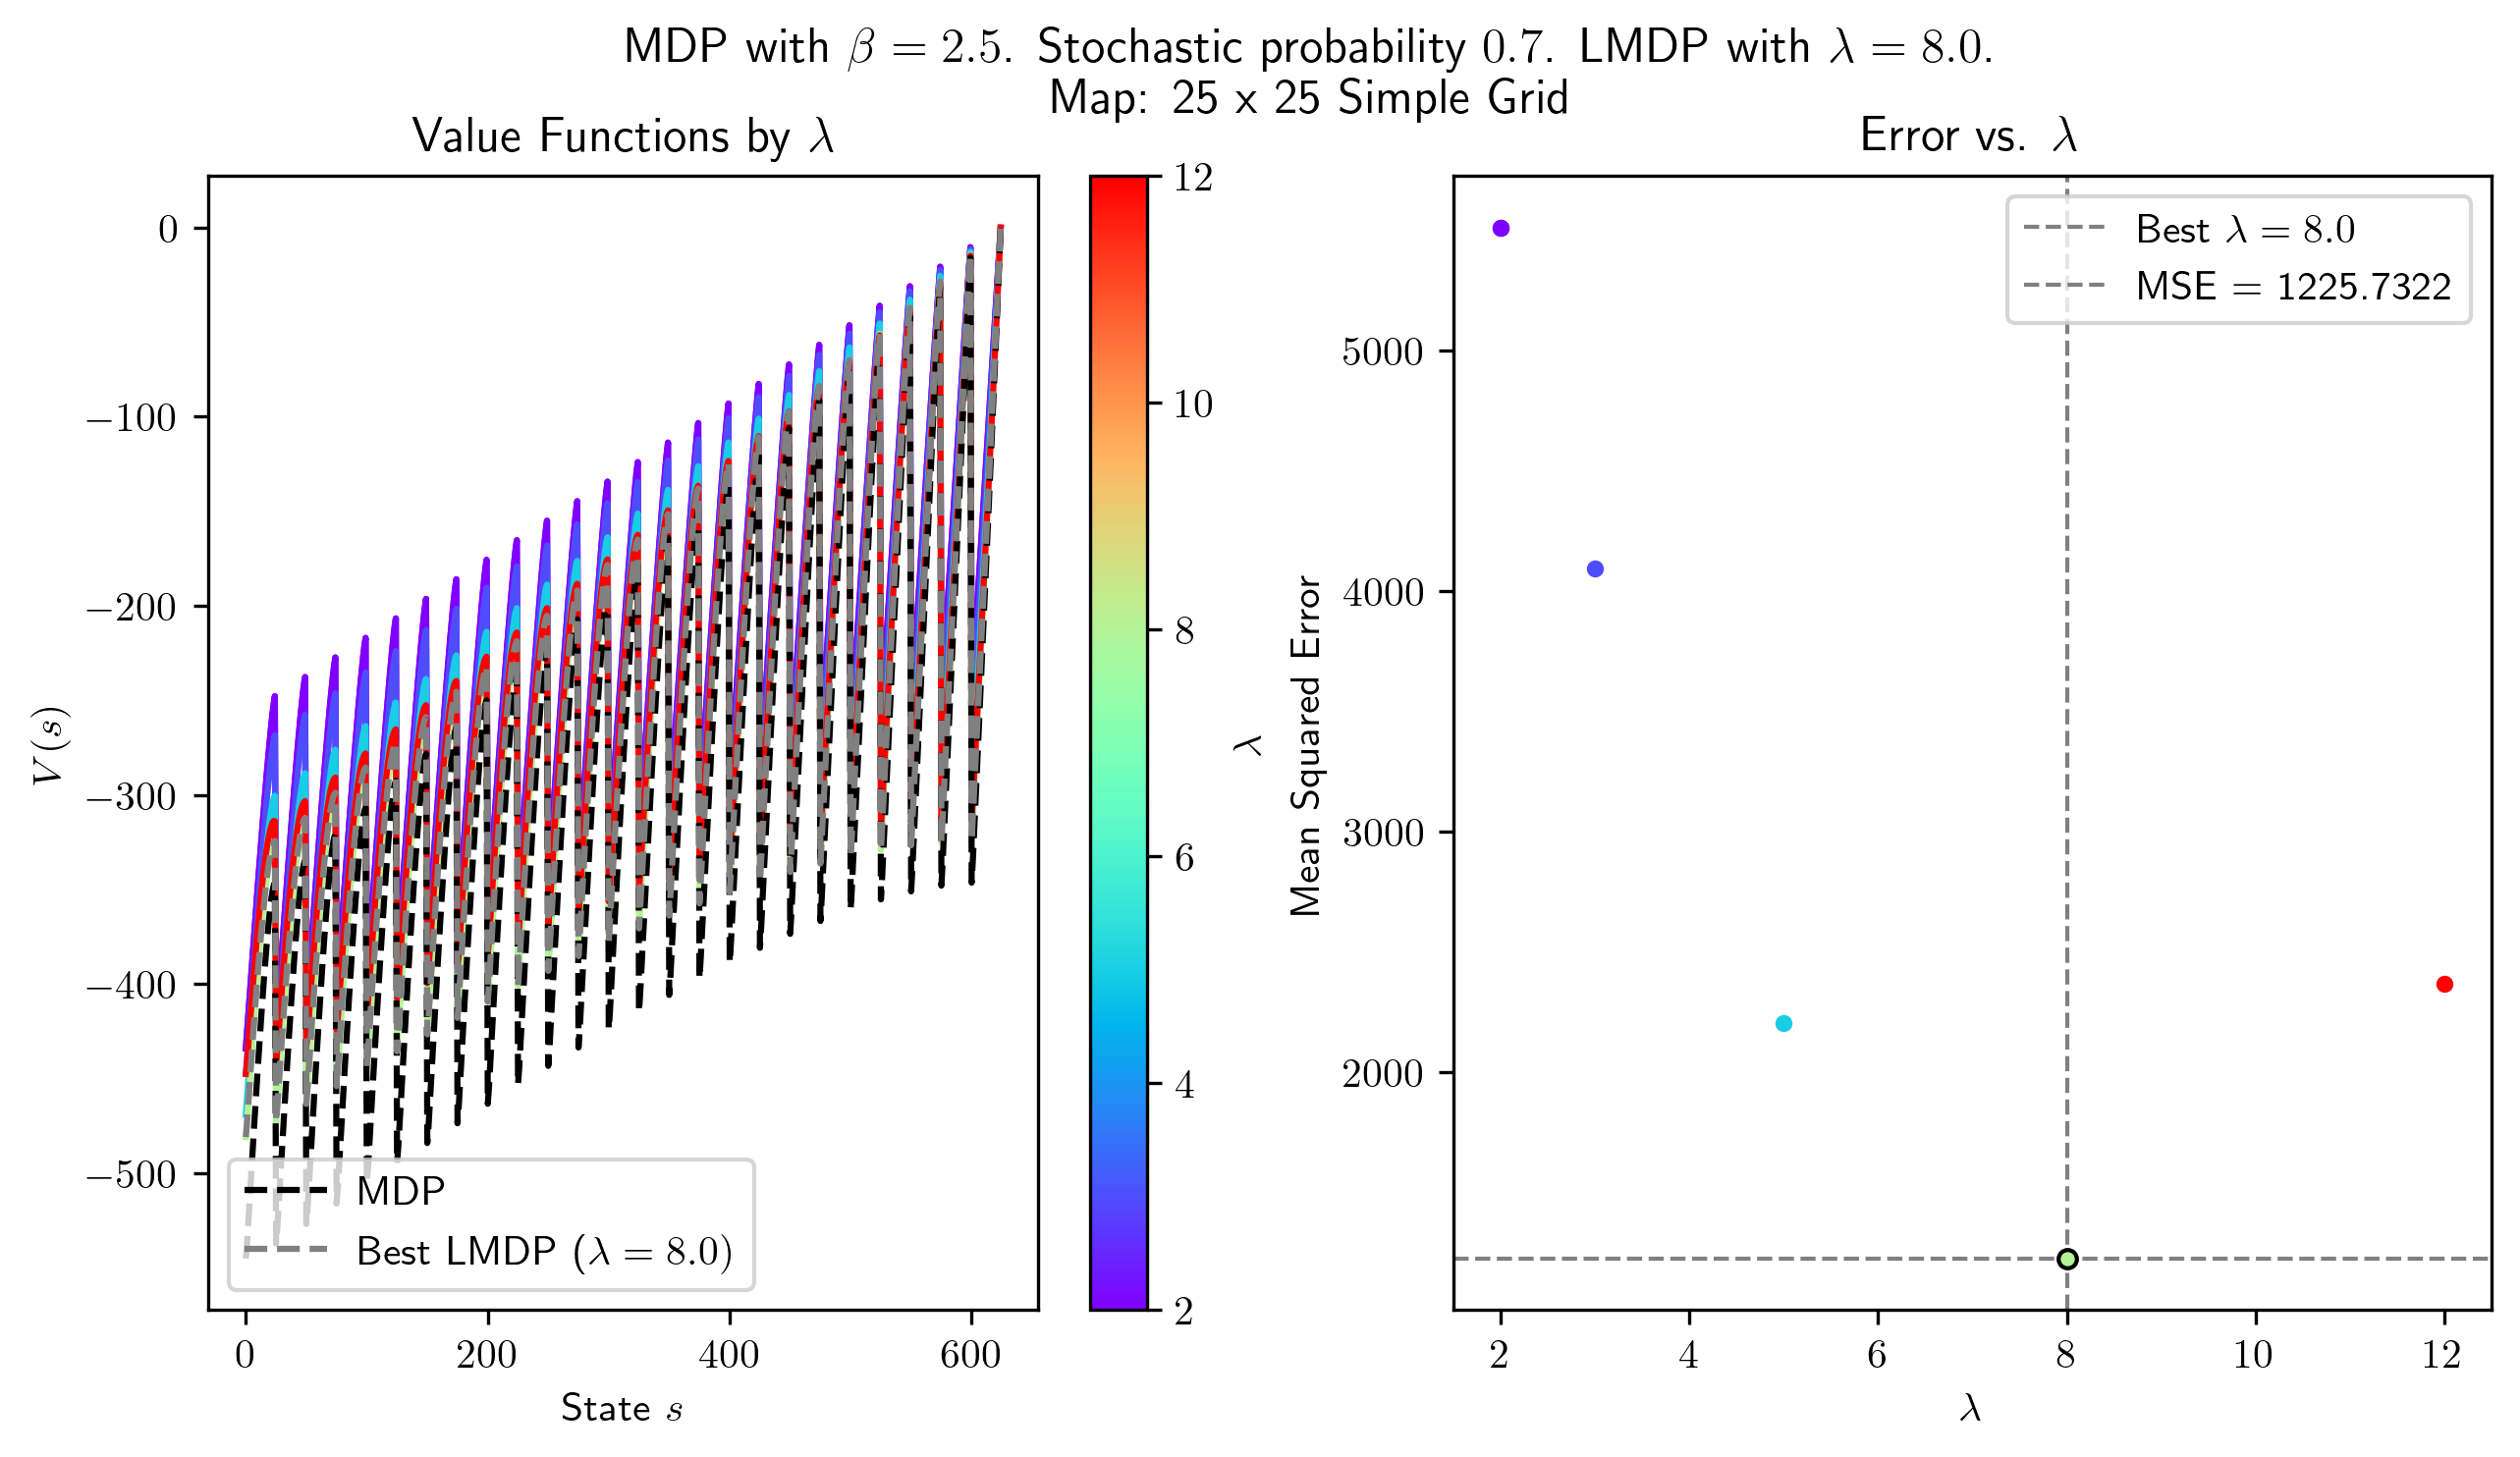 MDP with β = 2.5. Stochastic probability 0.7. LMDP with λ = 8.0.
Map: 25 x 25 Simple Grid
Value Functions by λ
0
−100
−200
−300
−400
−500
V(s)
0
200
400
600
State s
MDP
Best LMDP (λ = 8.0)
12
10
8
6
4
2
λ
Error vs. λ
Best λ = 8.0
MSE = 1225.7322
5000
4000
3000
2000
Mean Squared Error
2
4
6
8
10
12
λ